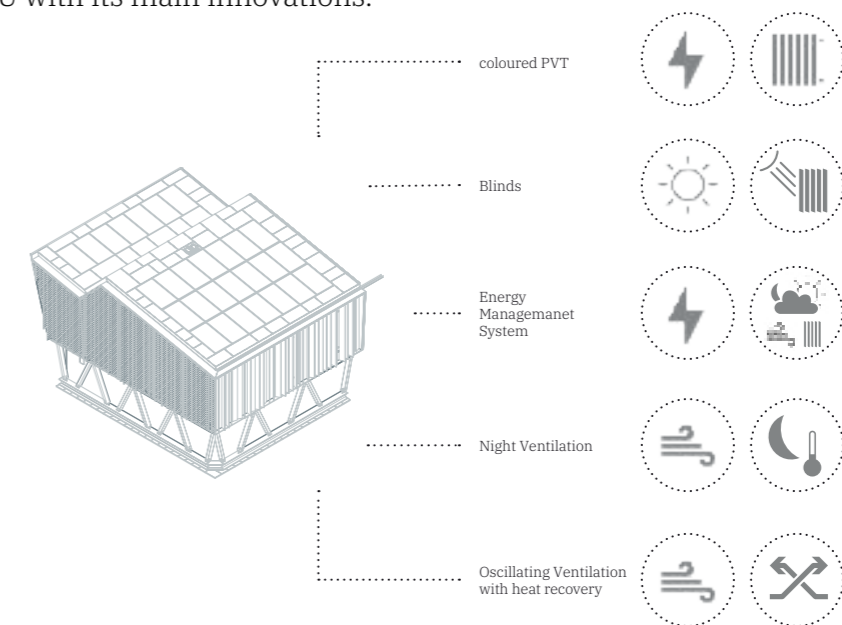 U with its main innovations.
coloured PVT
Blinds
Energy
Managemanet
System
Night Ventilation
Oscillating Ventilation
with heat recovery